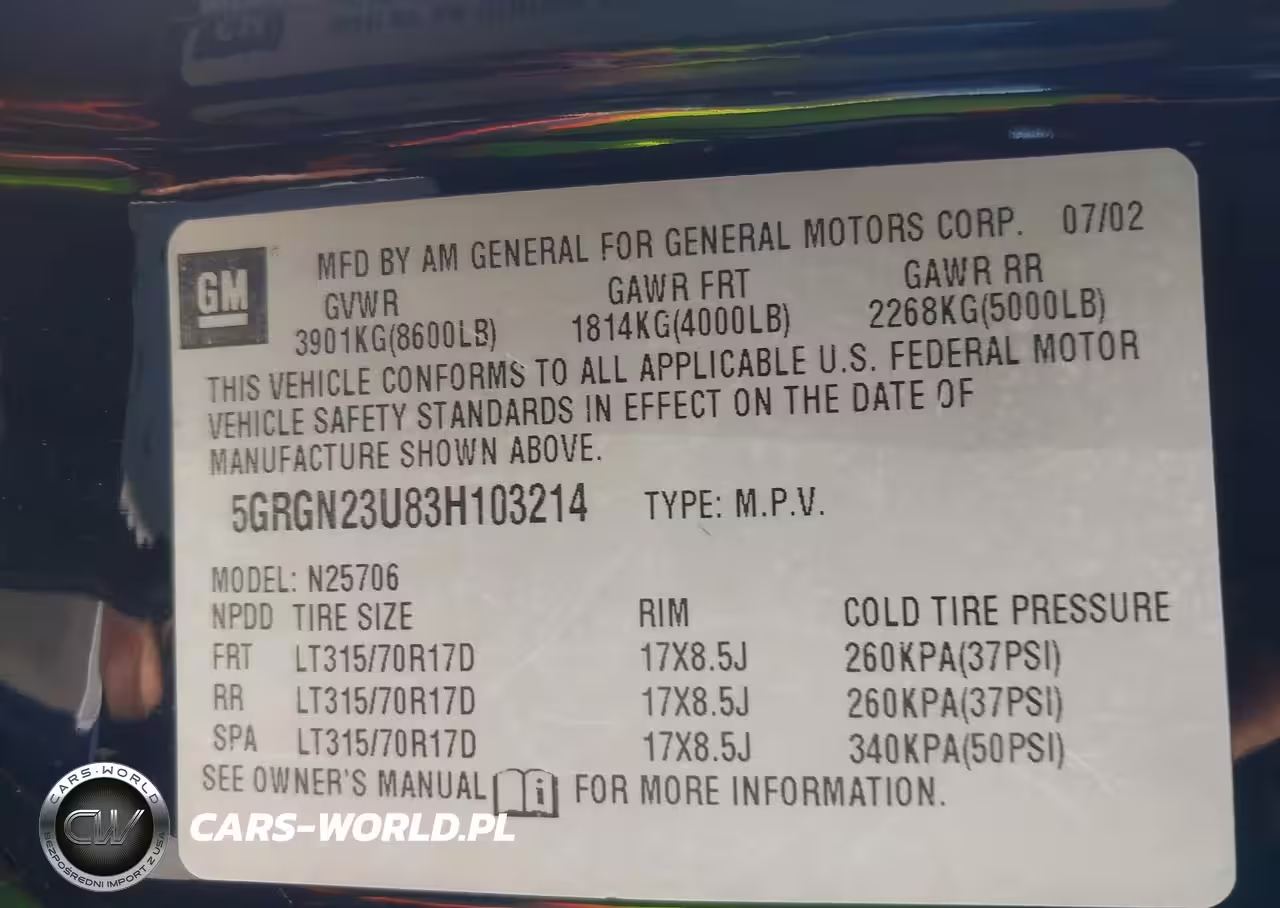 GM
MFD BY AM GENERAL FOR GENERAL MOTORS CORP. 07/02
GVWR GAWR FRT GAWR RR
3901KG(8600LB) 1814KG(4000LB) 2268KG(5000LB)
THIS VEHICLE CONFORMS TO ALL APPLICABLE U.S. FEDERAL MOTOR
VEHICLE SAFETY STANDARDS IN EFFECT ON THE DATE OF
MANUFACTURE SHOWN ABOVE.
5GRGN23U83H103214 TYPE: M.P.V.
MODEL: N25706
NPDD TIRE SIZE RIM COLD TIRE PRESSURE
FRT LT315/70R17D 17X8.5J 260KPA(37PSI)
RR LT315/70R17D 17X8.5J 260KPA(37PSI)
SPA LT315/70R17D 17X8.5J 340KPA(50PSI)
SEE OWNER'S MANUAL i FOR MORE INFORMATION.
CARS-WORLD
CW
BEZPOŚREDNI IMPORT Z USA
CARS-WORLD.PL